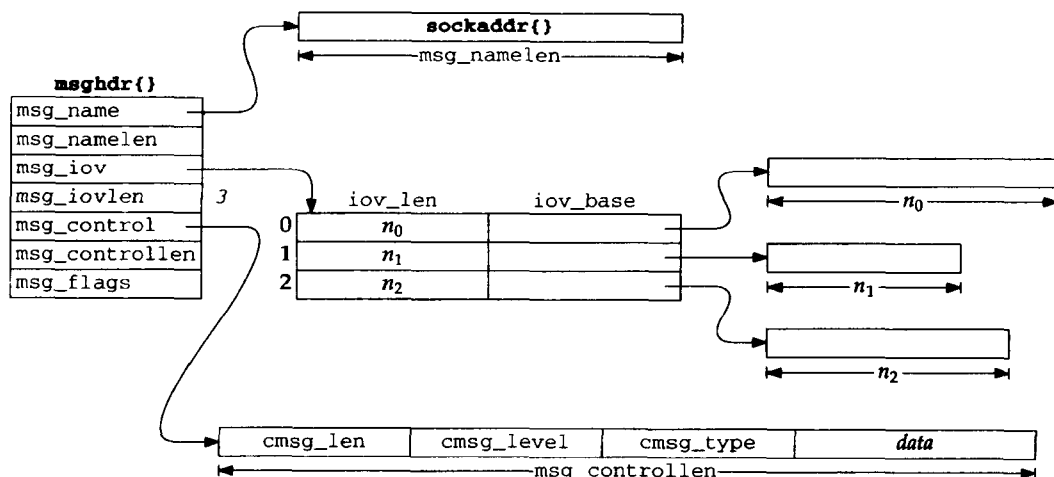 sockaddr{}
msg_namelen
msghdr{}
msg_name
msg_namelen
msg_iov
msg_iovlen 3
msg_control
msg_controllen
msg_flags
iov_len iov_base
0 n₀
1 n₁
2 n₂
n₀
n₁
n₂
cmsg_len cmsg_level cmsg_type data
msg_controllen